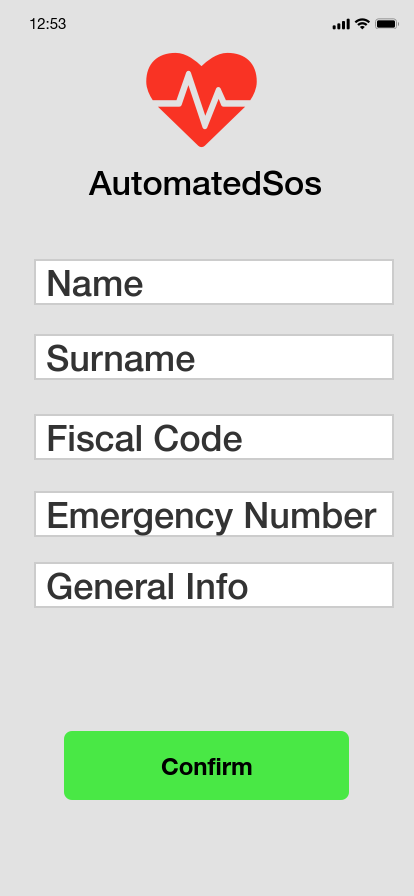 12:53
AutomatedSos
Name
Surname
Fiscal Code
Emergency Number
General Info
Confirm